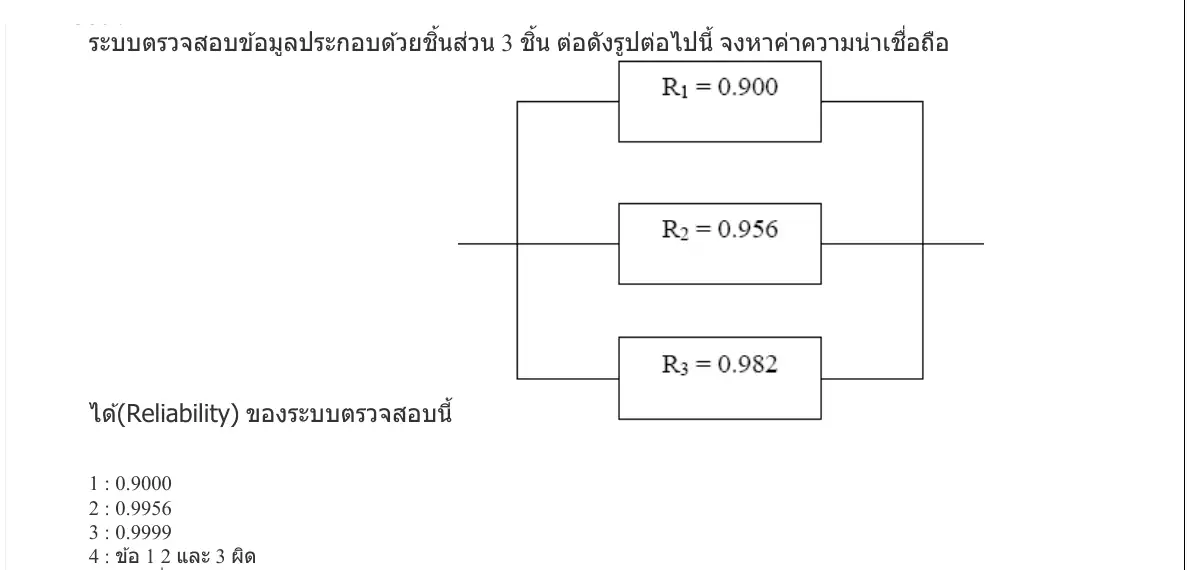 ระบบตรวจสอบข้อมูลประกอบด้วยชิ้นส่วน 3 ชิ้น ต่อดังรูปต่อไปนี้ จงหาค่าความน่าเชื่อถือ
R1 = 0.900
R2 = 0.956
R3 = 0.982
ได้(Reliability) ของระบบตรวจสอบนี้
1 : 0.9000
2 : 0.9956
3 : 0.9999
4 : ข้อ 1 2 และ 3 ผิด